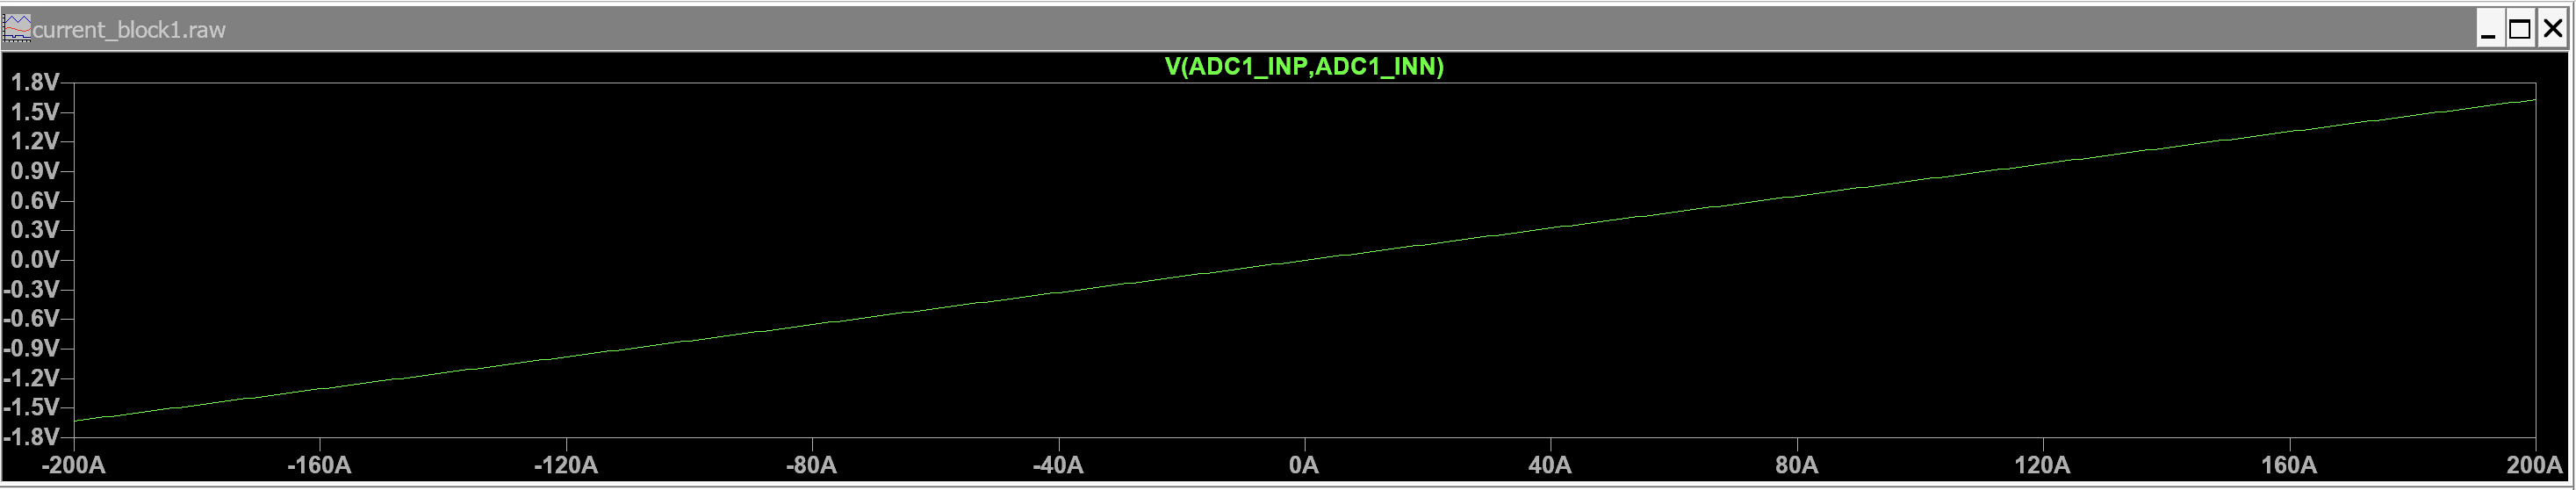 current_block1.raw
V(ADC1_INP,ADC1_INN)
1.8V
1.5V
1.2V
0.9V
0.6V
0.3V
0.0V
-0.3V
-0.6V
-0.9V
-1.2V
-1.5V
-1.8V
-200A -160A -120A -80A -40A 0A 40A 80A 120A 160A 200A